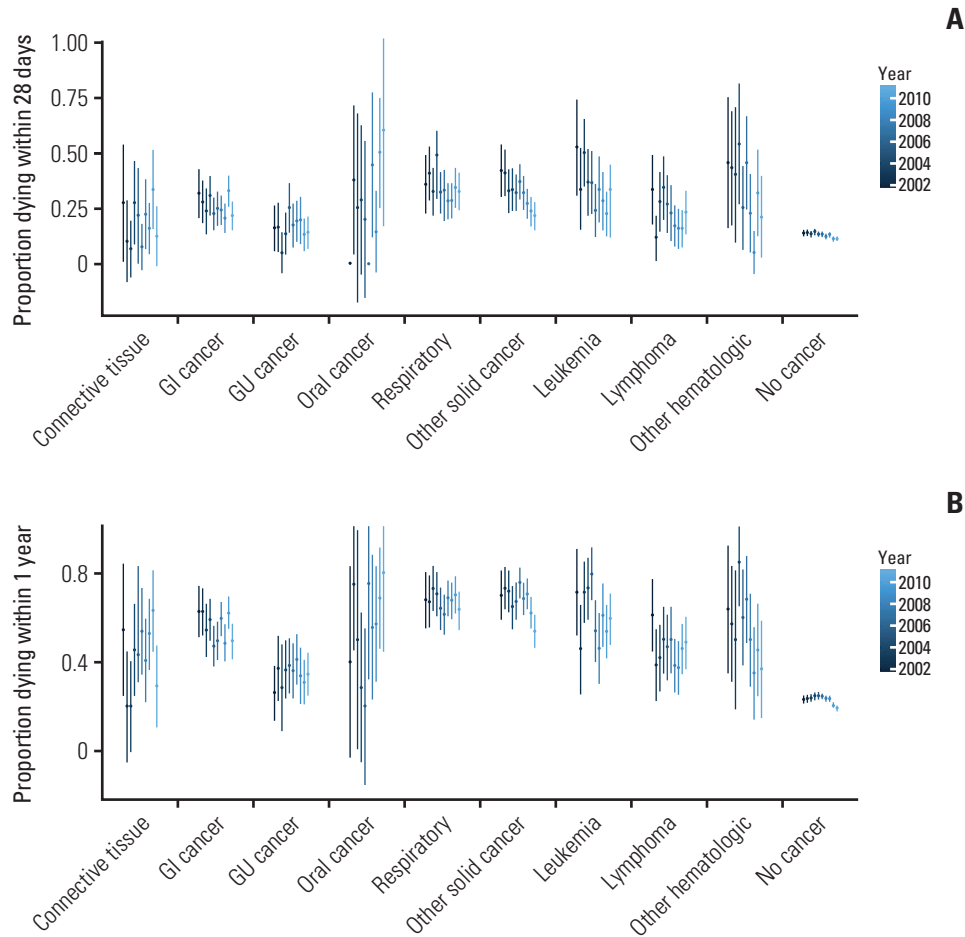 A
Proportion dying within 28 days
1.00
0.75
0.50
0.25
0
Connective tissue
GI cancer
GU cancer
Oral cancer
Respiratory
Other solid cancer
Leukemia
Lymphoma
Other hematologic
No cancer
Year
2010
2008
2006
2004
2002
B
Proportion dying within 1 year
0.8
0.4
0
Connective tissue
GI cancer
GU cancer
Oral cancer
Respiratory
Other solid cancer
Leukemia
Lymphoma
Other hematologic
No cancer
Year
2010
2008
2006
2004
2002